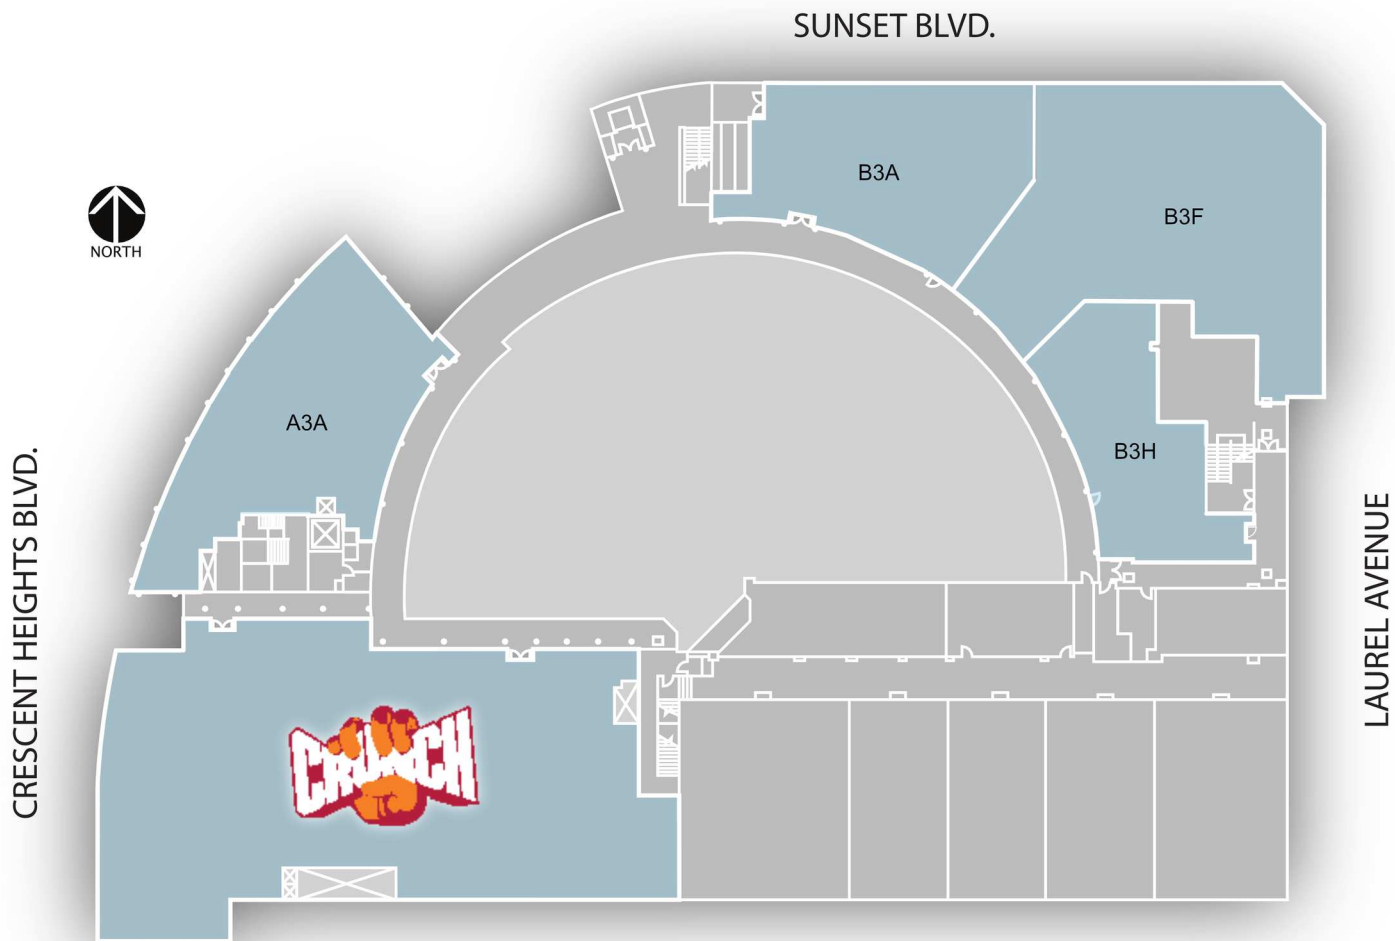 SUNSET BLVD.
B3A
B3F
NORTH
A3A
B3H
CRESCENT HEIGHTS BLVD.
LAUREL AVENUE
CRUNCH